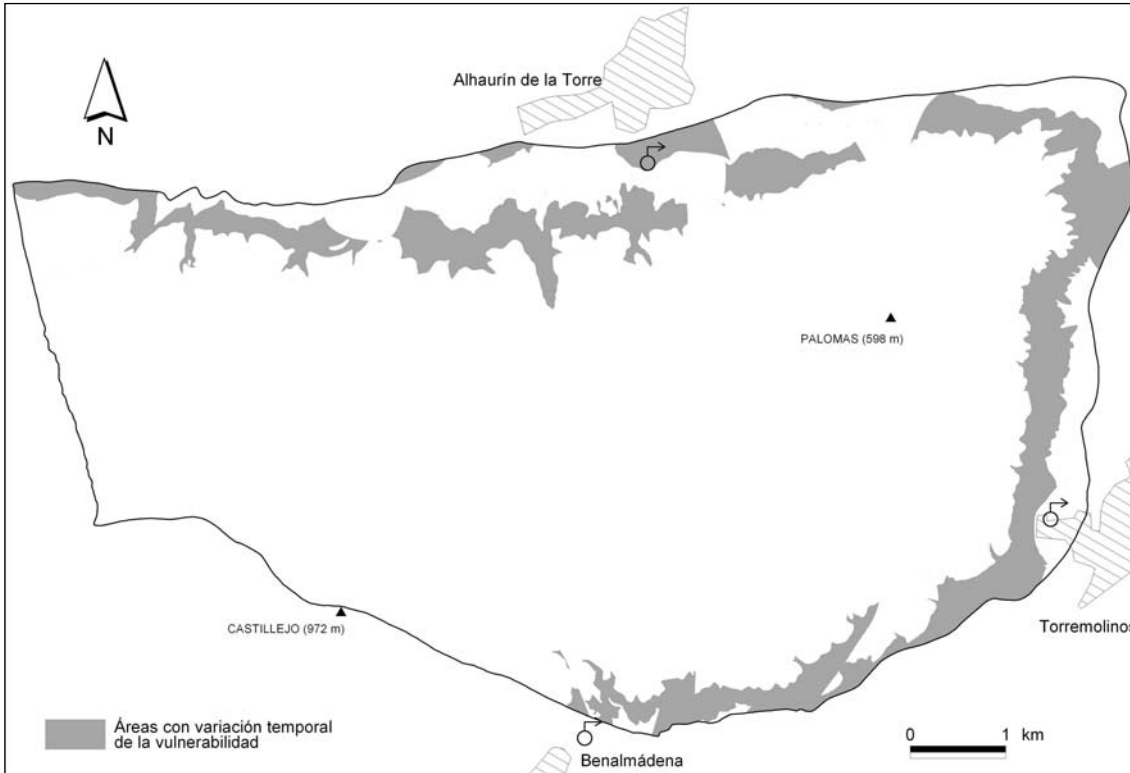 Alhaurín de la Torre
N
PALOMAS (598 m)
CASTILLEJO (972 m)
Torremolinos
Áreas con variación temporal
de la vulnerabilidad
0 1 km
Benalmádena